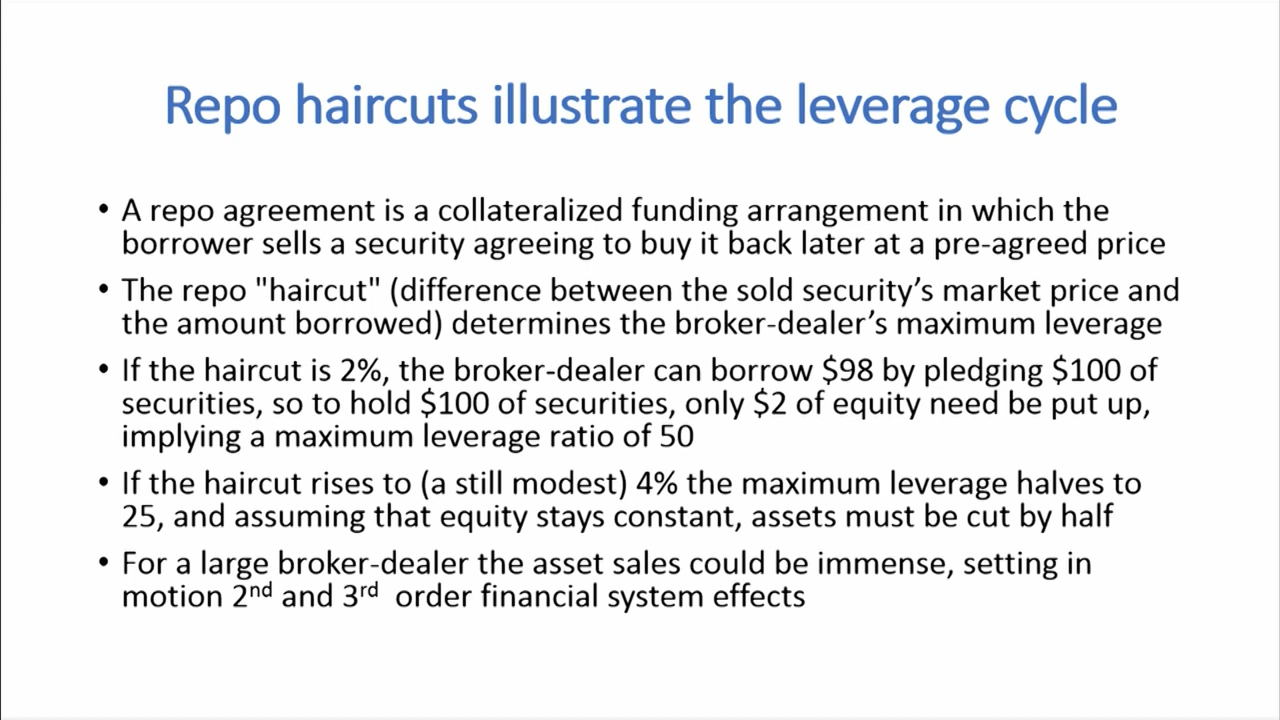 Repo haircuts illustrate the leverage cycle
• A repo agreement is a collateralized funding arrangement in which the
borrower sells a security agreeing to buy it back later at a pre-agreed price
• The repo "haircut" (difference between the sold security’s market price and
the amount borrowed) determines the broker-dealer’s maximum leverage
• If the haircut is 2%, the broker-dealer can borrow $98 by pledging $100 of
securities, so to hold $100 of securities, only $2 of equity need be put up,
implying a maximum leverage ratio of 50
• If the haircut rises to (a still modest) 4% the maximum leverage halves to
25, and assuming that equity stays constant, assets must be cut by half
• For a large broker-dealer the asset sales could be immense, setting in
motion 2nd and 3rd order financial system effects